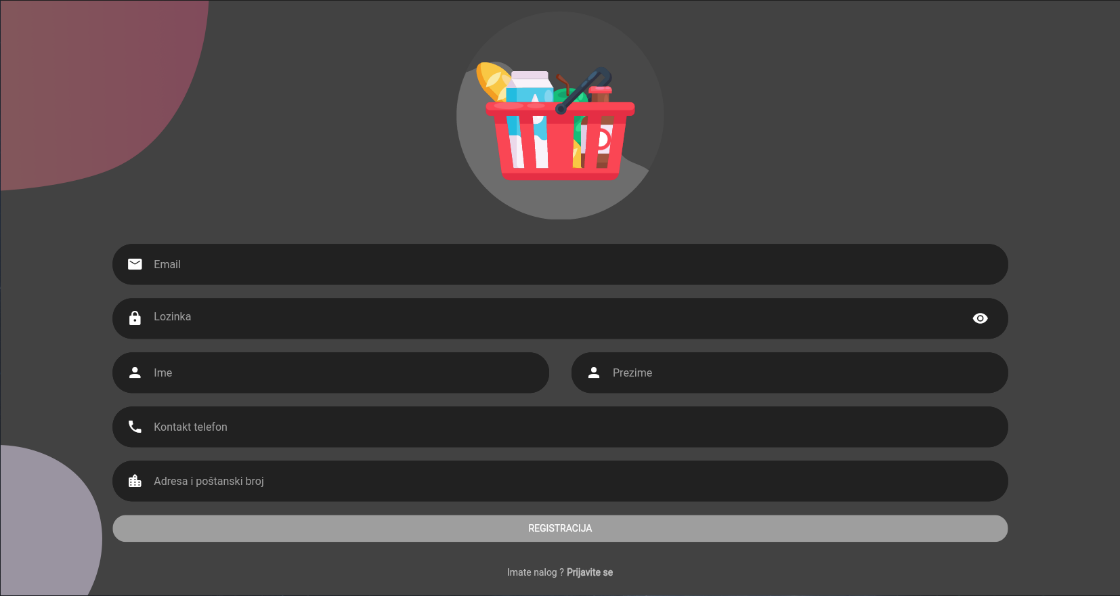 Email
Lozinka
Ime
Prezime
Kontakt telefon
Adresa i poštanski broj
REGISTRACIJA
Imate nalog ? Prijavite se